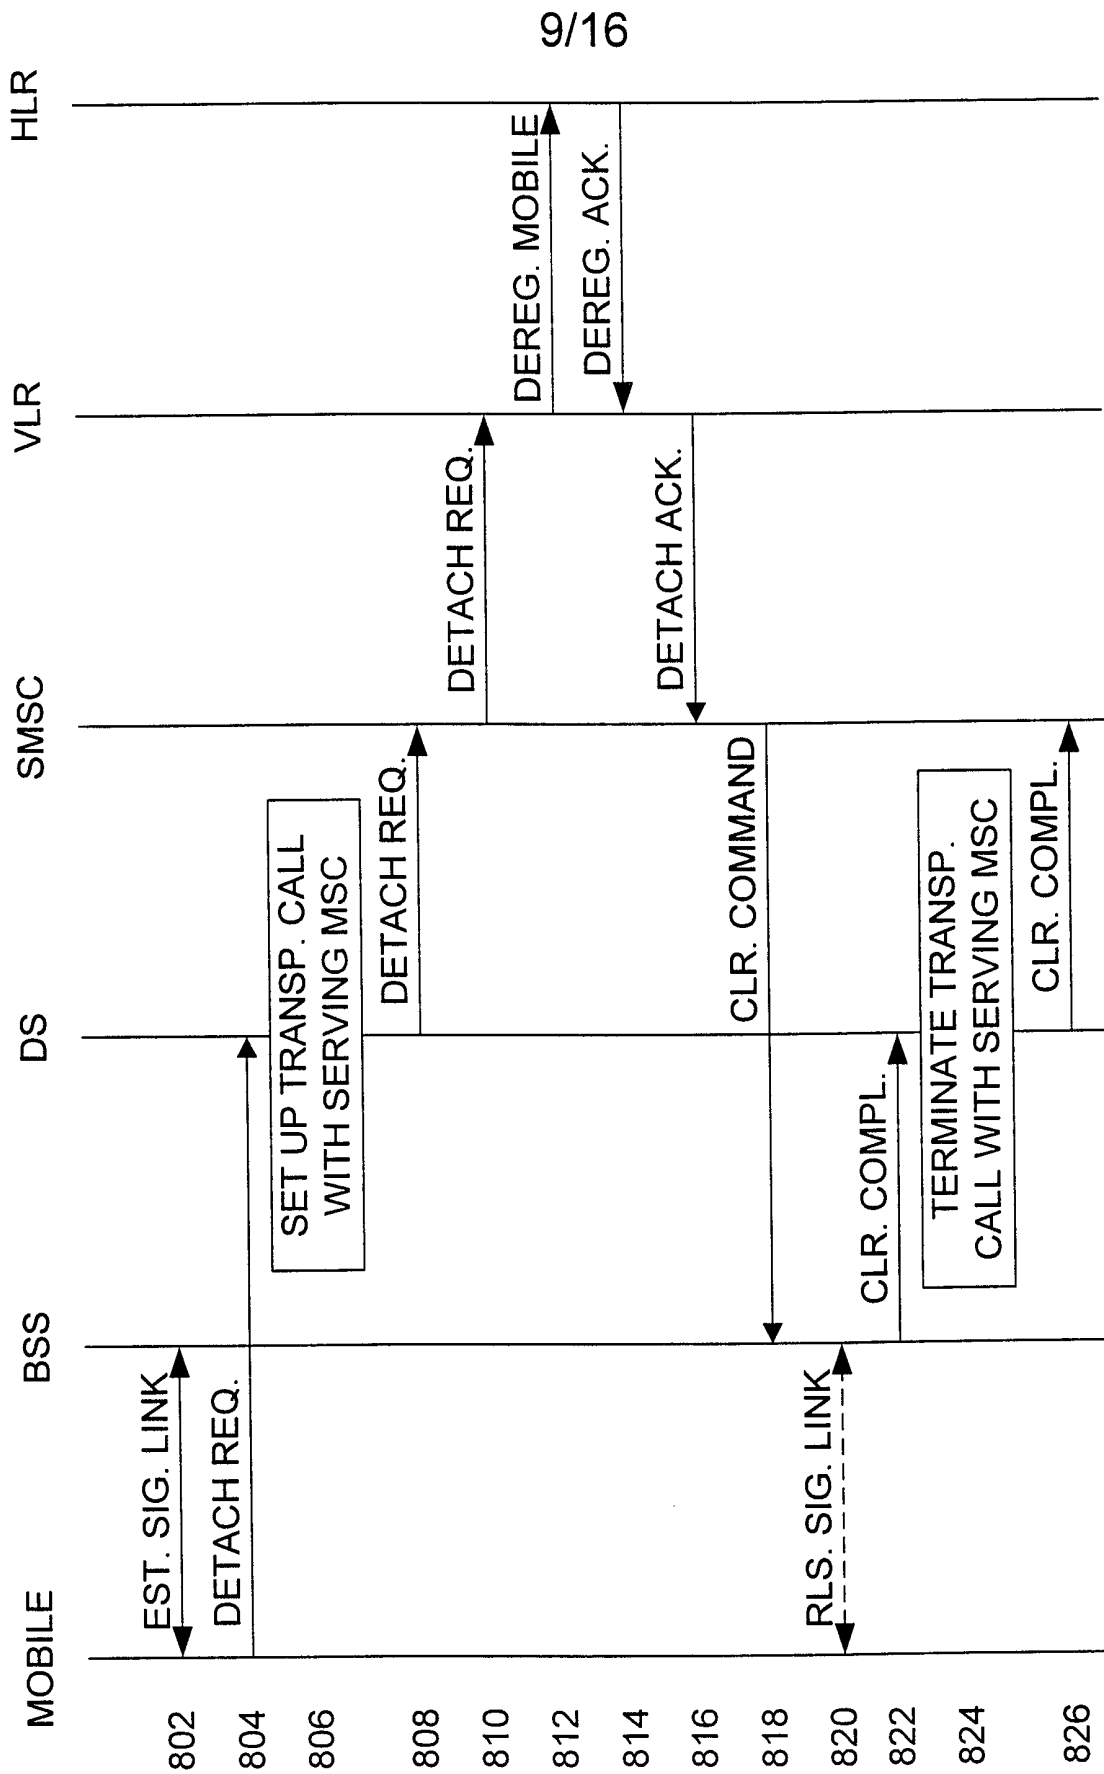 9/16
MOBILE
BSS
DS
SMSC
VLR
HLR
802
EST. SIG. LINK
804
DETACH REQ.
806
SET UP TRANSP. CALL
WITH SERVING MSC
808
DETACH REQ.
810
DETACH REQ.
812
DEREG. MOBILE
814
DEREG. ACK.
816
DETACH ACK.
818
CLR. COMMAND
820
RLS. SIG. LINK
822
CLR. COMPL.
824
TERMINATE TRANSP.
CALL WITH SERVING MSC
826
CLR. COMPL.